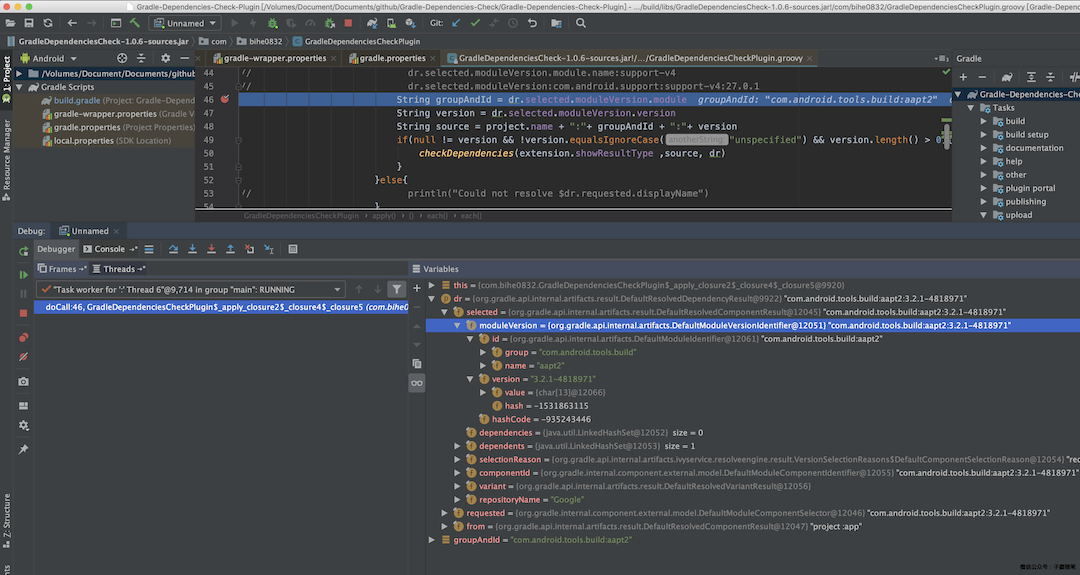 Gradle-Dependencies-Check-Plugin [/Volumes/Document/Documents/github/Gradle-Dependencies-Check-Plugin] - .../build/libs/GradleDependenciesCheck-1.0.6-sources.jar!/com/bihe0832/GradleDependenciesCheckPlugin.groovy [Gradle-D
Unnamed
Git:
GradleDependenciesCheck-1.0.6-sources.jar com bihe0832 GradleDependenciesCheckPlugin
1: Project
Resource Manager
Z: Structure
Android
/Volumes/Document/Documents/github
Gradle Scripts
build.gradle (Project: Gradle-Depend
gradle-wrapper.properties (Gradle V
gradle.properties (Project Properties)
local.properties (SDK Location)
gradle-wrapper.properties gradle.properties GradleDependenciesCheck-1.0.6-sources.jar!/.../GradleDependenciesCheckPlugin.groovy
44 // dr.selected.moduleVersion.module.name:support-v4
45 // dr.selected.moduleVersion:com.android.support:support-v4:27.0.1
46 String groupAndId = dr.selected.moduleVersion.module groupAndId: "com.android.tools.build:aapt2"
47 String version = dr.selected.moduleVersion.version
48 String source = project.name + ":"+ groupAndId + ":"+ version
49 if(null != version && !version.equalsIgnoreCase( anotherString "unspecified") && version.length() > 0
50 checkDependencies(extension.showResultType ,source, dr)
51 }
52 }else{
53 // println("Could not resolve $dr.requested.displayName")
54 }
GradleDependenciesCheckPlugin apply() {} each{} each{}
Gradle
Gradle-Dependencies-Che
Tasks
build
build setup
documentation
help
other
plugin portal
publishing
upload
Debug: Unnamed
Debugger Console
Frames Threads
"Task worker for ':' Thread 6"@9,714 in group "main": RUNNING
doCall:46, GradleDependenciesCheckPlugin$_apply_closure2$_closure4$_closure5 (com.bihe0832.
Variables
this = {com.bihe0832.GradleDependenciesCheckPlugin$_apply_closure2$_closure4$_closure5@9920}
dr = {org.gradle.api.internal.artifacts.result.DefaultResolvedDependencyResult@9922} "com.android.tools.build:aapt2:3.2.1-4818971"
selected = {org.gradle.api.internal.artifacts.result.DefaultResolvedComponentResult@12045} "com.android.tools.build:aapt2:3.2.1-4818971"
moduleVersion = {org.gradle.api.internal.artifacts.DefaultModuleVersionIdentifier@12051} "com.android.tools.build:aapt2:3.2.1-4818971"
id = {org.gradle.api.internal.artifacts.DefaultModuleIdentifier@12061} "com.android.tools.build:aapt2"
group = "com.android.tools.build"
name = "aapt2"
version = "3.2.1-4818971"
value = {char[13]@12066}
hash = -1531863115
hashCode = -935243446
dependencies = {java.util.LinkedHashSet@12052} size = 0
dependents = {java.util.LinkedHashSet@12053} size = 1
selectionReason = {org.gradle.api.internal.artifacts.ivyservice.resolveengine.result.VersionSelectionReasons$DefaultComponentSelectionReason@12054} "req
componentId = {org.gradle.internal.component.external.model.DefaultModuleComponentIdentifier@12055} "com.android.tools.build:aapt2:3.2.1-4818971"
variant = {org.gradle.api.internal.artifacts.result.DefaultResolvedVariantResult@12056}
repositoryName = "Google"
requested = {org.gradle.internal.component.external.model.DefaultModuleComponentSelector@12046} "com.android.tools.build:aapt2:3.2.1-4818971"
from = {org.gradle.api.internal.artifacts.result.DefaultResolvedComponentResult@12047} "project :app"
groupAndId = "com.android.tools.build:aapt2"